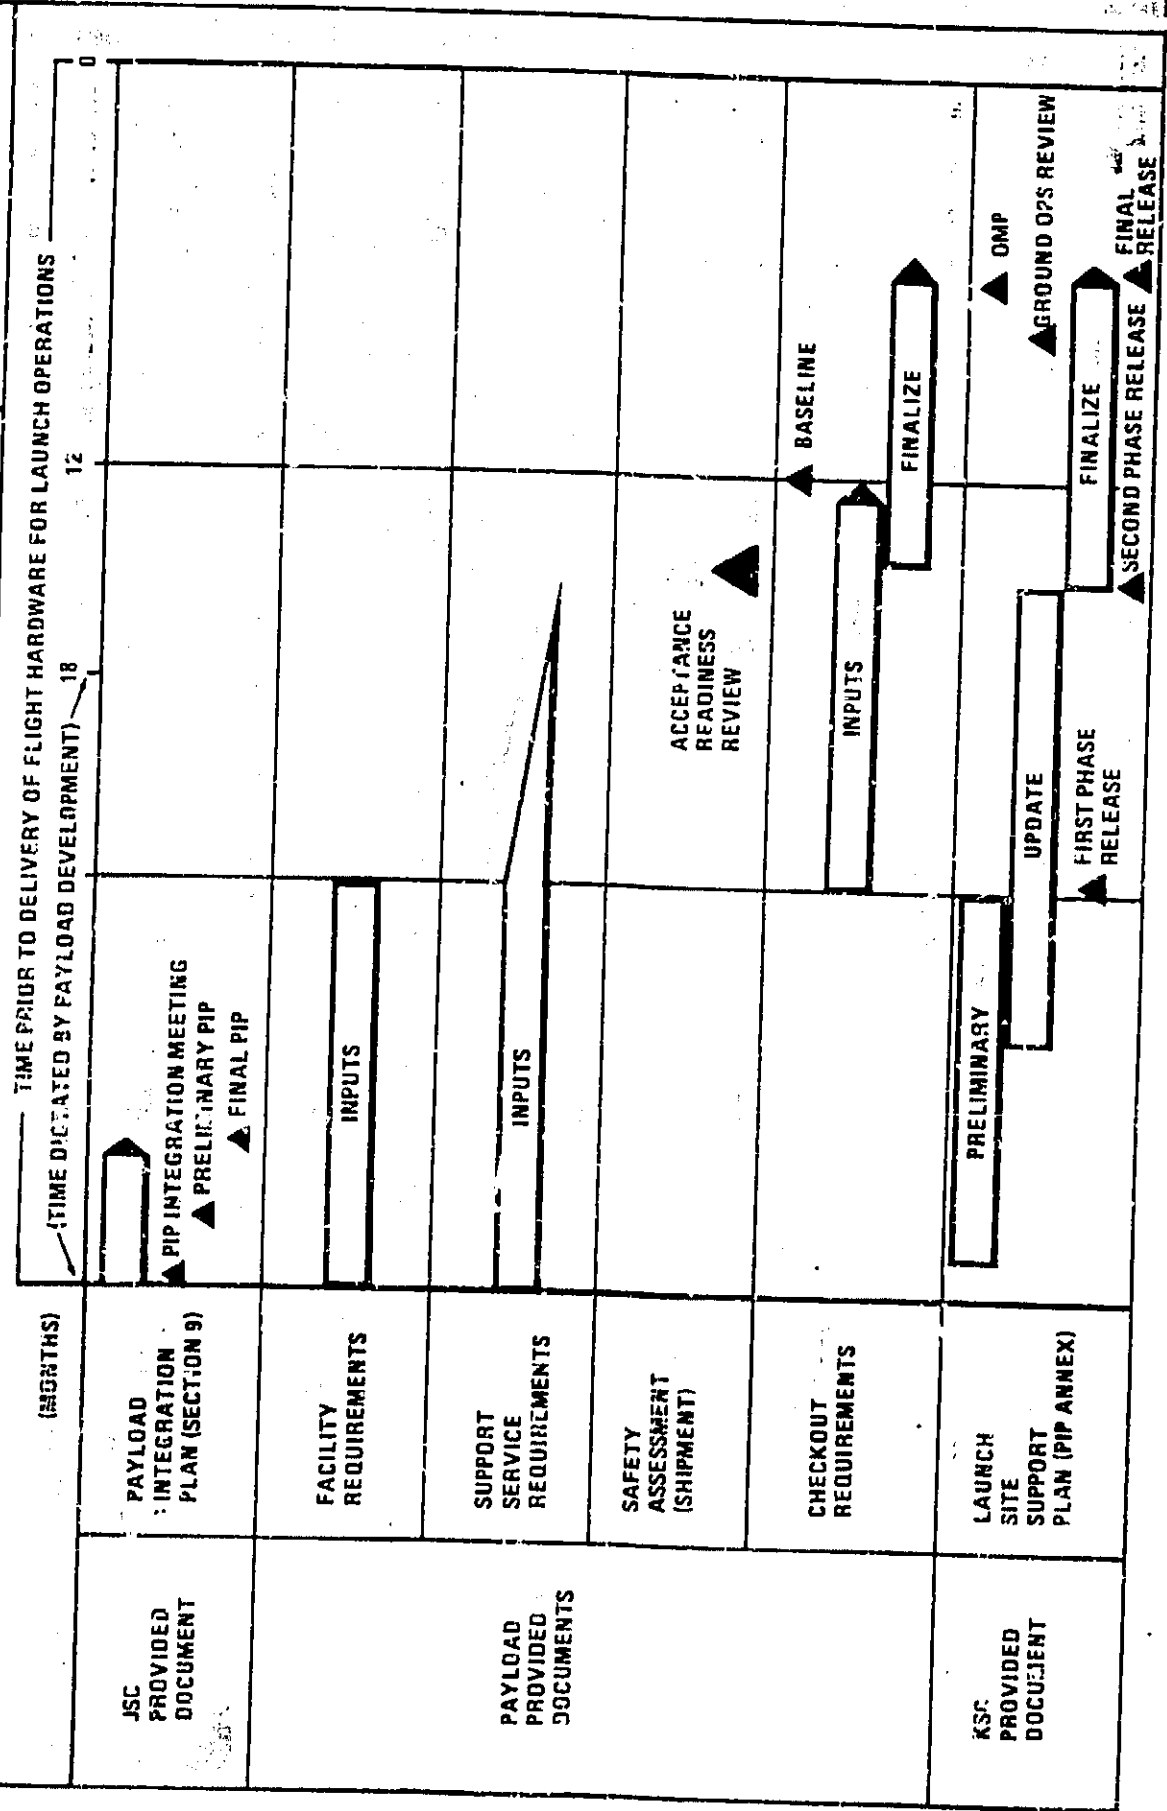 TIME PRIOR TO DELIVERY OF FLIGHT HARDWARE FOR LAUNCH OPERATIONS
(TIME DICTATED BY PAYLOAD DEVELOPMENT)
(MONTHS)
18
12
0
JSC
PROVIDED
DOCUMENT
PAYLOAD
INTEGRATION
PLAN (SECTION 9)
PIP INTEGRATION MEETING
PRELIMINARY PIP
FINAL PIP
PAYLOAD
PROVIDED
DOCUMENTS
FACILITY
REQUIREMENTS
INPUTS
SUPPORT
SERVICE
REQUIREMENTS
INPUTS
SAFETY
ASSESSMENT
(SHIPMENT)
ACCEPTANCE
READINESS
REVIEW
CHECKOUT
REQUIREMENTS
BASELINE
INPUTS
FINALIZE
KSC
PROVIDED
DOCUMENT
LAUNCH
SITE
SUPPORT
PLAN (PIP ANNEX)
PRELIMINARY
OMP
UPDATE
GROUND OPS REVIEW
FINALIZE
FIRST PHASE
RELEASE
SECOND PHASE RELEASE
FINAL
RELEASE